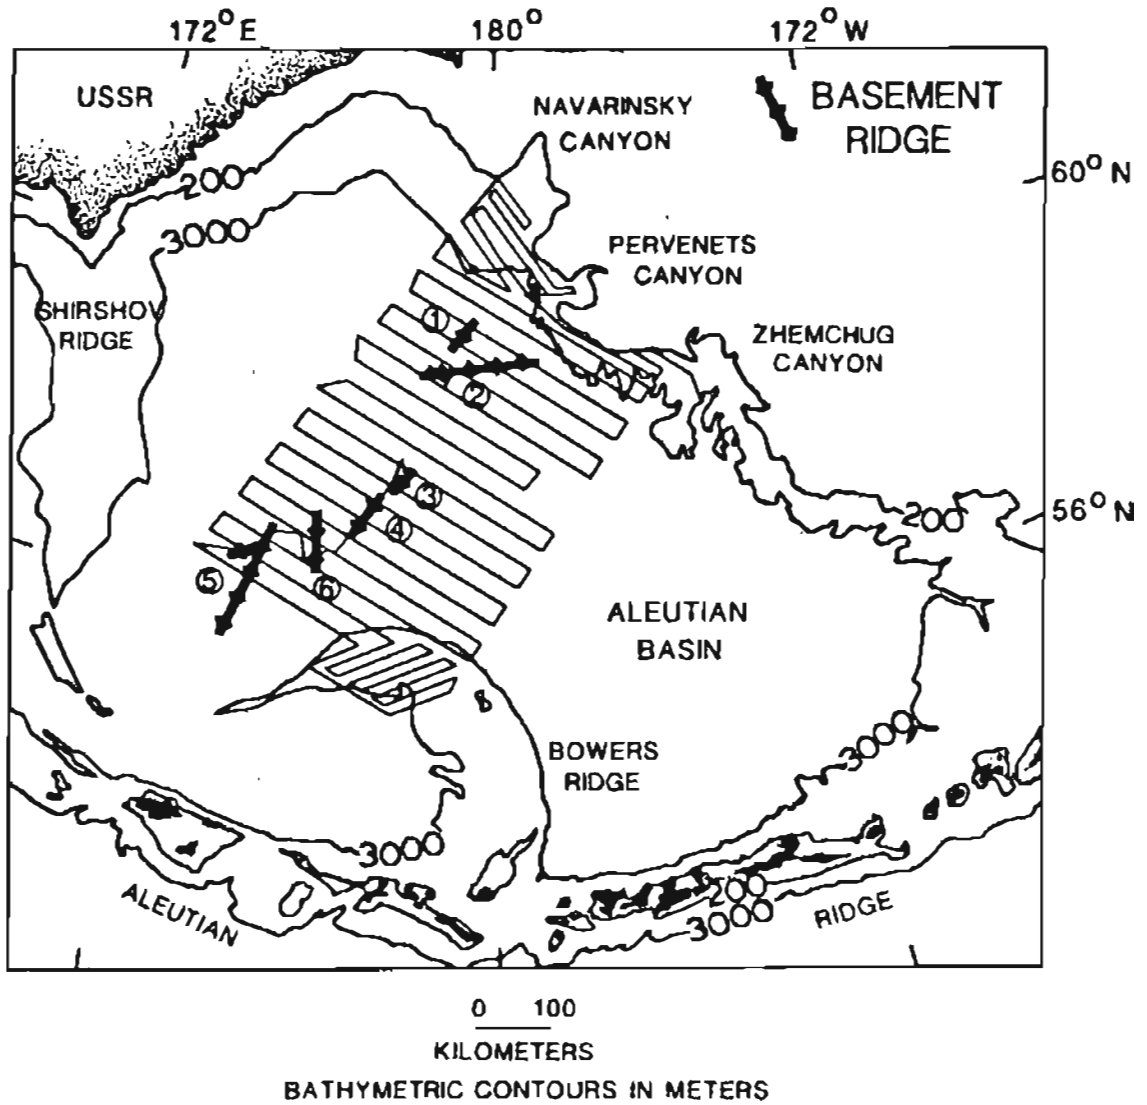 172° E
180°
172° W
USSR
BASEMENT
RIDGE
NAVARINSKY
CANYON
60° N
200
3000
PERVENETS
CANYON
SHIRSHOV
RIDGE
1
ZHEMCHUG
CANYON
2
3
4
56° N
200
5
6
ALEUTIAN
BASIN
BOWERS
RIDGE
3000
3000
ALEUTIAN
200
3000
RIDGE
0 100
KILOMETERS
BATHYMETRIC CONTOURS IN METERS